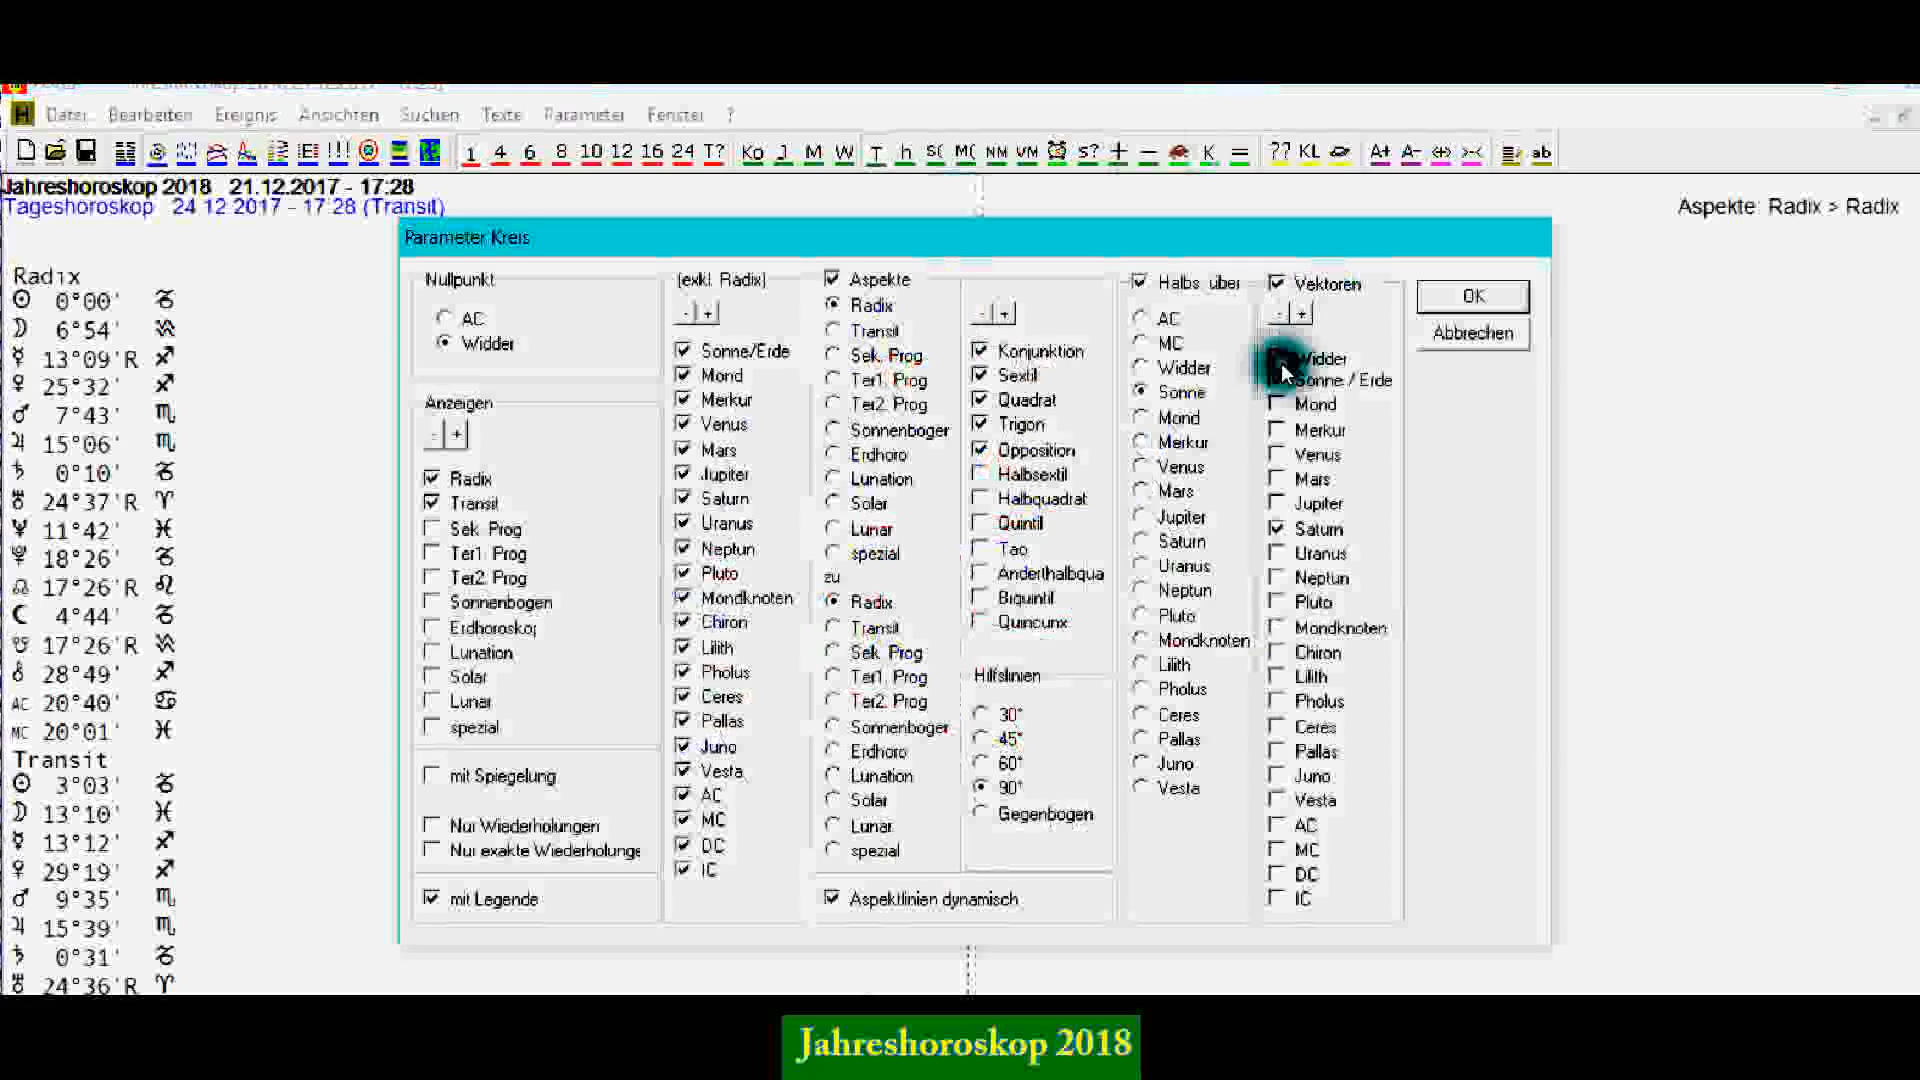 Datei Bearbeiten Ereignis Ansichten Suchen Texte Parameter Fenster ?
1 4 6 8 10 12 16 24 T? Ko J M W T h S( M( NM VM S? + − K = ?? KL A+ A- ab
Jahreshoroskop 2018 21.12.2017 - 17:28
Tageshoroskop 24 12 2017 - 17 28 (Transit)
Aspekte: Radix > Radix
Radix
☉ 0°00' ♑
☽ 6°54' ♒
☿ 13°09'R ♐
♀ 25°32' ♐
♂ 7°43' ♏
♃ 15°06' ♏
♄ 0°10' ♑
♅ 24°37'R ♈
♆ 11°42' ♓
18°26' ♑
☊ 17°26'R ♌
☾ 4°44' ♑
☋ 17°26'R ♒
⚷ 28°49' ♐
AC 20°40' ♋
MC 20°01' ♓
Transit
☉ 3°03' ♑
☽ 13°10' ♓
☿ 13°12' ♐
♀ 29°19' ♐
♂ 9°35' ♏
♃ 15°39' ♏
♄ 0°31' ♑
♅ 24°36'R ♈
Parameter Kreis
Nullpunkt
AC
Widder
Anzeigen
- +
Radix
Transit
Sek. Prog
Ter1. Prog
Ter2. Prog
Sonnenbogen
Erdhoroskoj
Lunation
Solar
Lunar
spezial
mit Spiegelung
Nur Wiederholungen
Nur exakte Wiederholunge
mit Legende
(exkl. Radix)
- +
Sonne/Erde
Mond
Merkur
Venus
Mars
Jupiter
Saturn
Uranus
Neptun
Pluto
Mondknoten
Chiron
Lilith
Pholus
Ceres
Pallas
Juno
Vesta
AC
MC
DC
IC
Aspekte
Radix
Transit
Sek. Prog
Ter1. Prog
Ter2. Prog
Sonnenboger
Erdhoro
Lunation
Solar
Lunar
spezial
zu
Radix
Transit
Sek. Prog
Ter1. Prog
Ter2. Prog
Sonnenboger
Erdhoro
Lunation
Solar
Lunar
spezial
Aspektlinien dynamisch
- +
Konjunktion
Sextil
Quadrat
Trigon
Opposition
Halbsextil
Halbquadrat
Quintil
Tao
Anderthalbqua
Biquintil
Quincunx
Hilfslinien
30°
45°
60°
90°
Gegenbogen
Halbs. über
AC
MC
Widder
Sonne
Mond
Merkur
Venus
Mars
Jupiter
Saturn
Uranus
Neptun
Pluto
Mondknoten
Lilith
Pholus
Ceres
Pallas
Juno
Vesta
Vektoren
- +
Widder
Sonne / Erde
Mond
Merkur
Venus
Mars
Jupiter
Saturn
Uranus
Neptun
Pluto
Mondknoten
Chiron
Lilith
Pholus
Ceres
Pallas
Juno
Vesta
AC
MC
DC
IC
OK
Abbrechen
Jahreshoroskop 2018